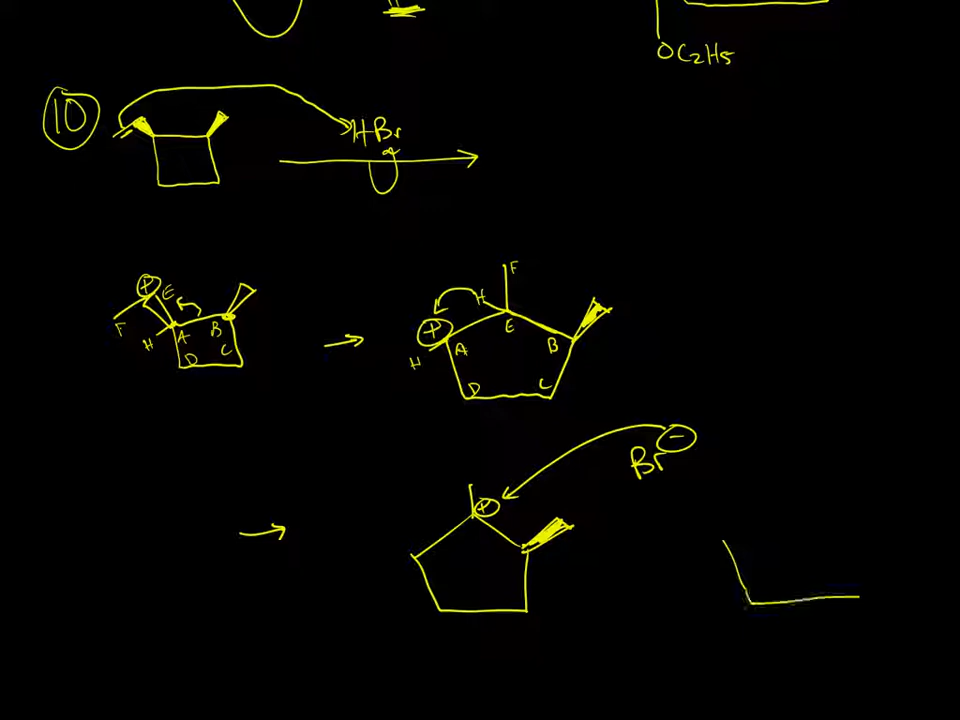 OC2H5
10
HBr
+ E
F A B
H D C
F
H
+ E
A B
H
D C
Br −
+